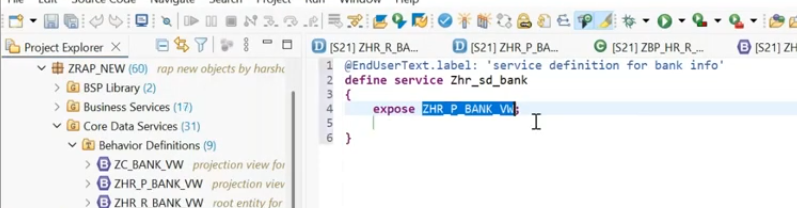 File Edit Source Code Navigate Search Project Run Window Help
Project Explorer
ZRAP_NEW (60) rap new objects by harsha
BSP Library (2)
Business Services (17)
Core Data Services (31)
Behavior Definitions (9)
ZC_BANK_VW projection view for
ZHR_P_BANK_VW projection view
ZHR_R_BANK_VW root entity for
[S21] ZHR_R_BA...
[S21] ZHR_P_BA...
[S21] ZBP_HR_R_...
[S21] ZH
1 @EndUserText.label: 'service definition for bank info'
2 define service Zhr_sd_bank
3 {
4 expose ZHR_P_BANK_VW;
5
6 }